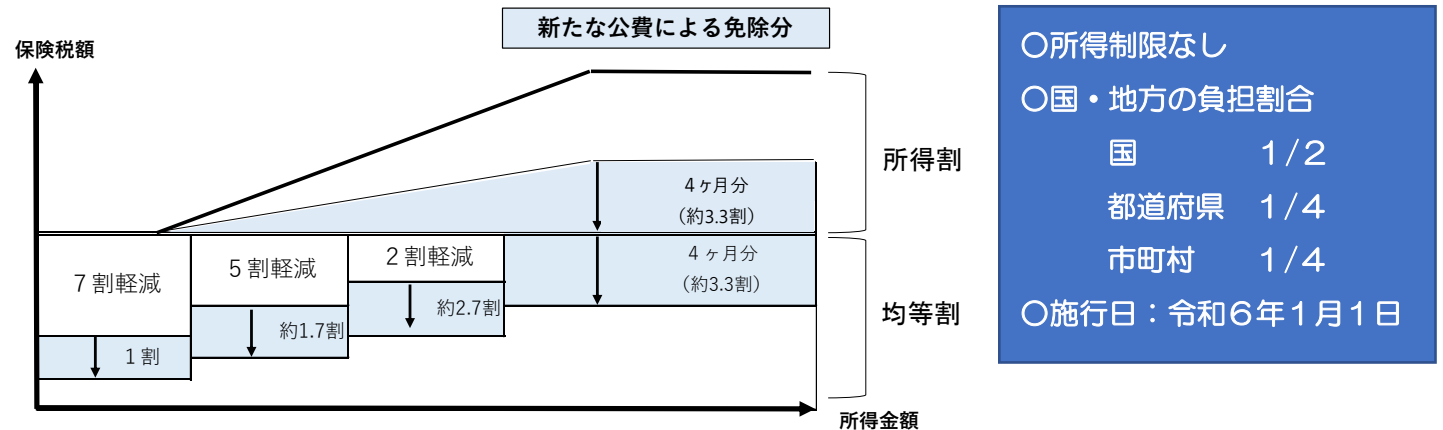 新たな公費による免除分
保険税額
4ヶ月分
(約3.3割)
所得割
7割軽減
5割軽減
2割軽減
4ヶ月分
(約3.3割)
約2.7割
約1.7割
1割
均等割
所得金額
○所得制限なし
○国・地方の負担割合
国 1/2
都道府県 1/4
市町村 1/4
○施行日：令和6年1月1日